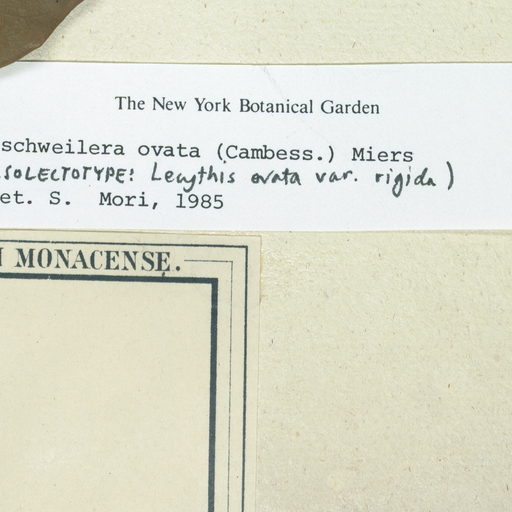 The New York Botanical Garden
schweilera ovata (Cambess.) Miers
SOLECTOTYPE: Lecythis ovata var. rigida)
et. S. Mori, 1985
MONACENSE.